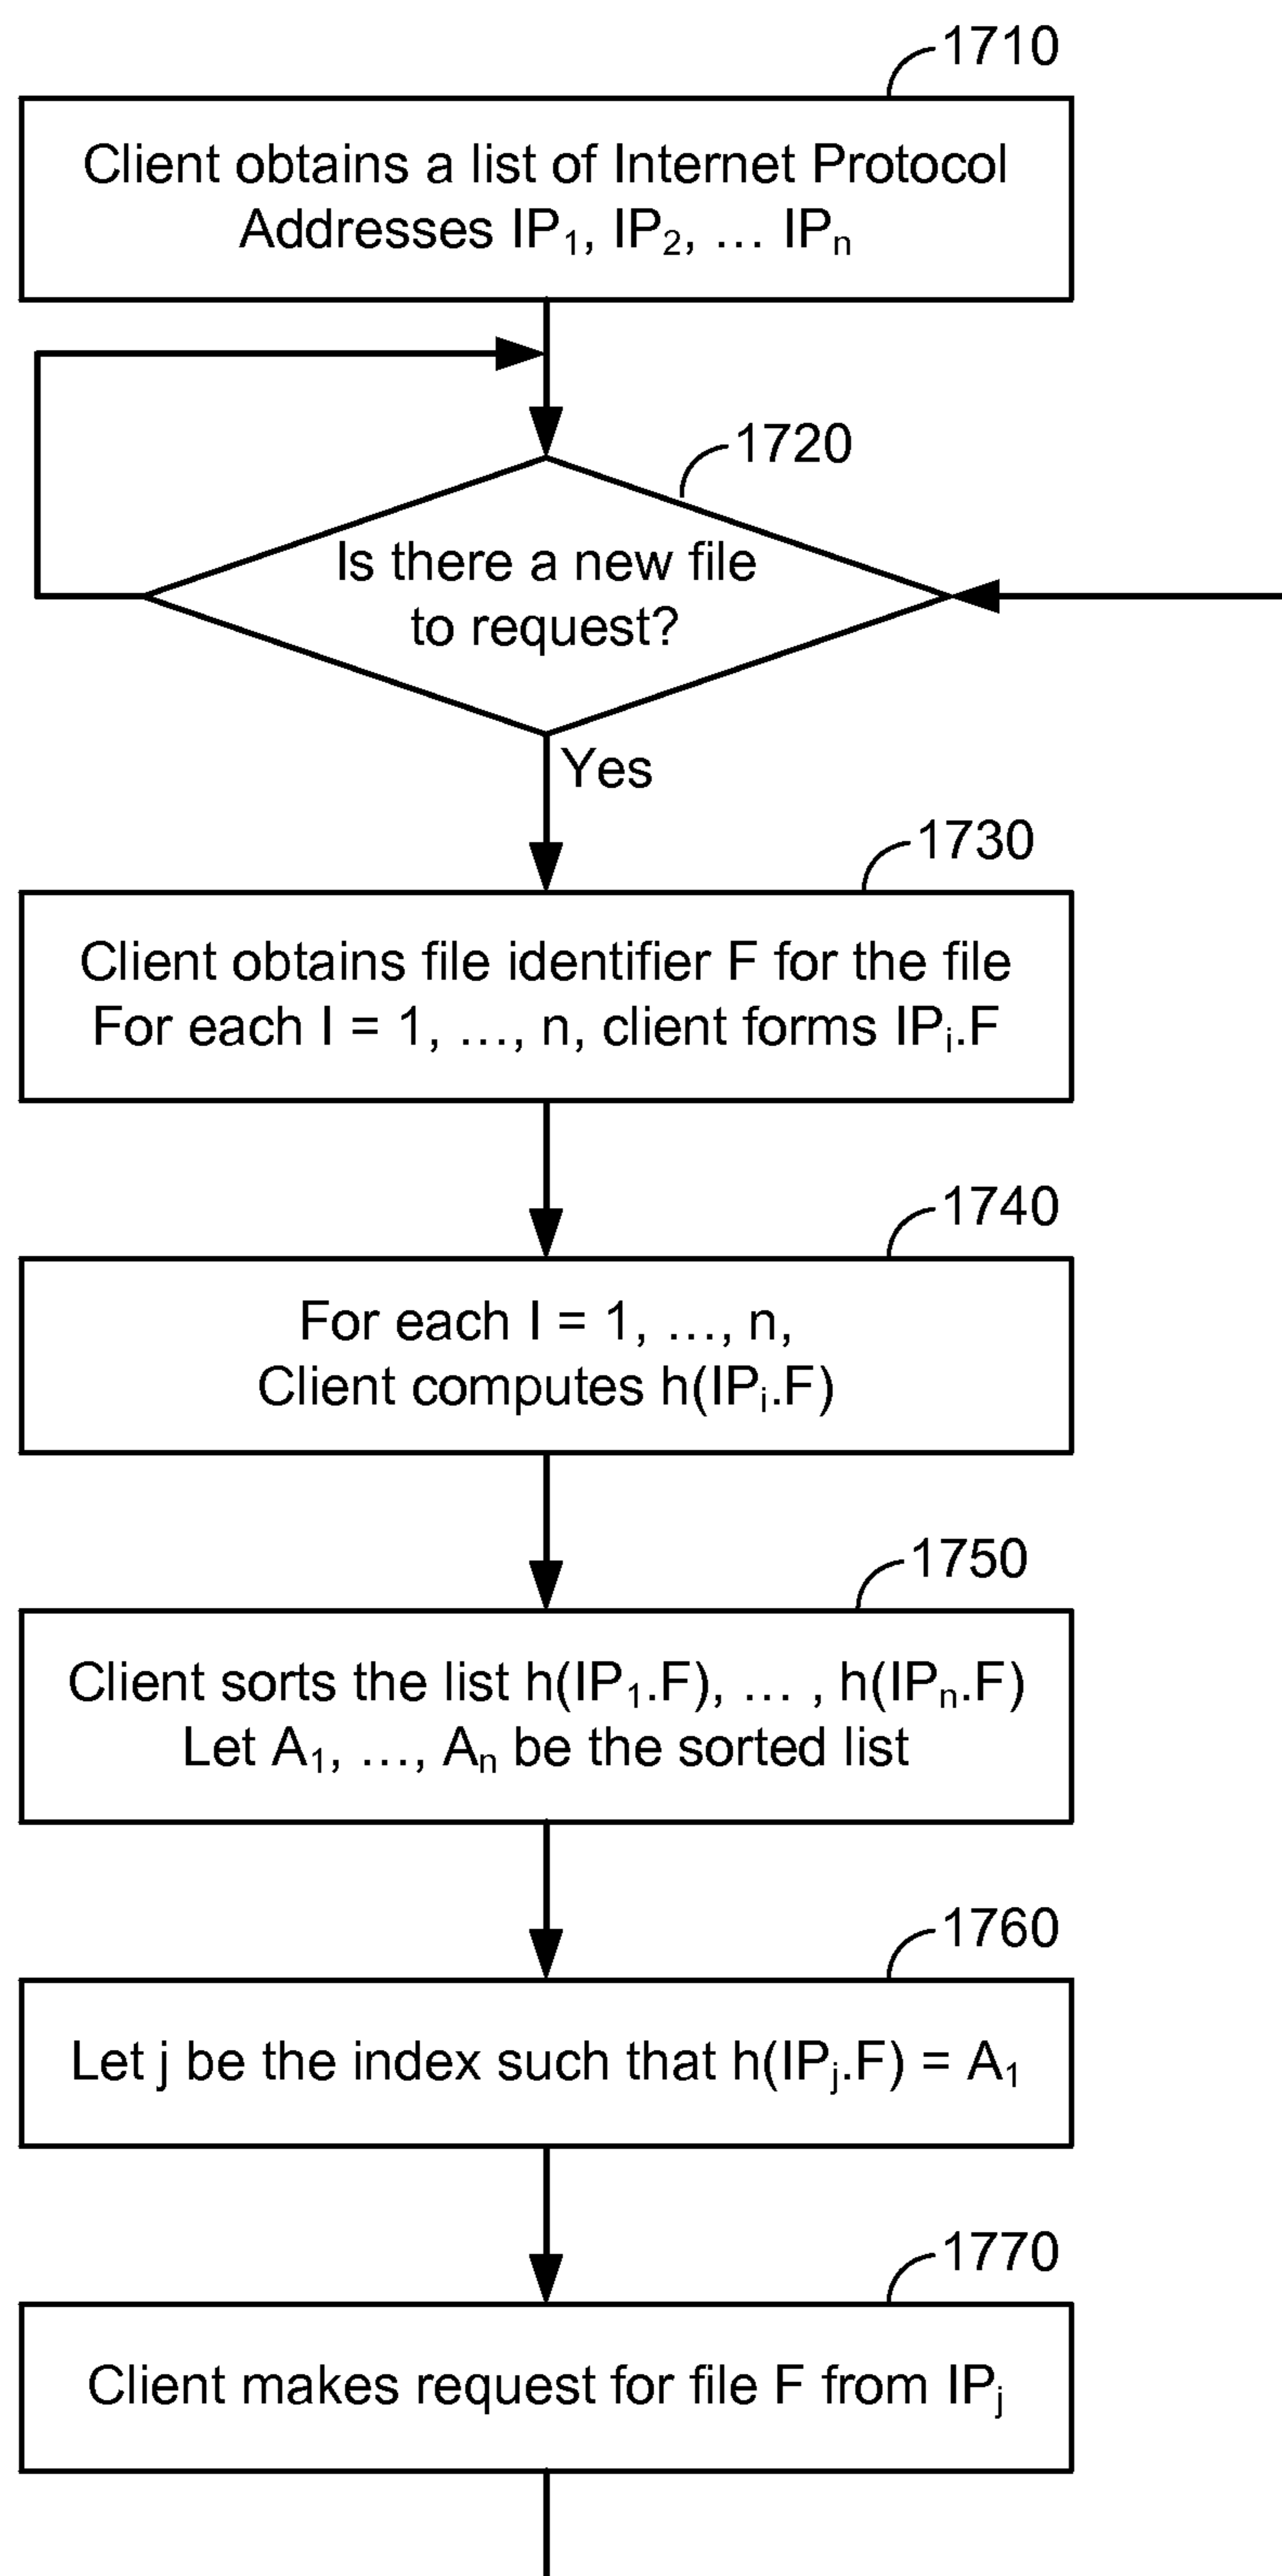 1710
Client obtains a list of Internet Protocol
Addresses IP₁, IP₂, … IPₙ
1720
Is there a new file
to request?
Yes
1730
Client obtains file identifier F for the file
For each I = 1, …, n, client forms IPᵢ.F
1740
For each I = 1, …, n,
Client computes h(IPᵢ.F)
1750
Client sorts the list h(IP₁.F), … , h(IPₙ.F)
Let A₁, …, Aₙ be the sorted list
1760
Let j be the index such that h(IPⱼ.F) = A₁
1770
Client makes request for file F from IPⱼ